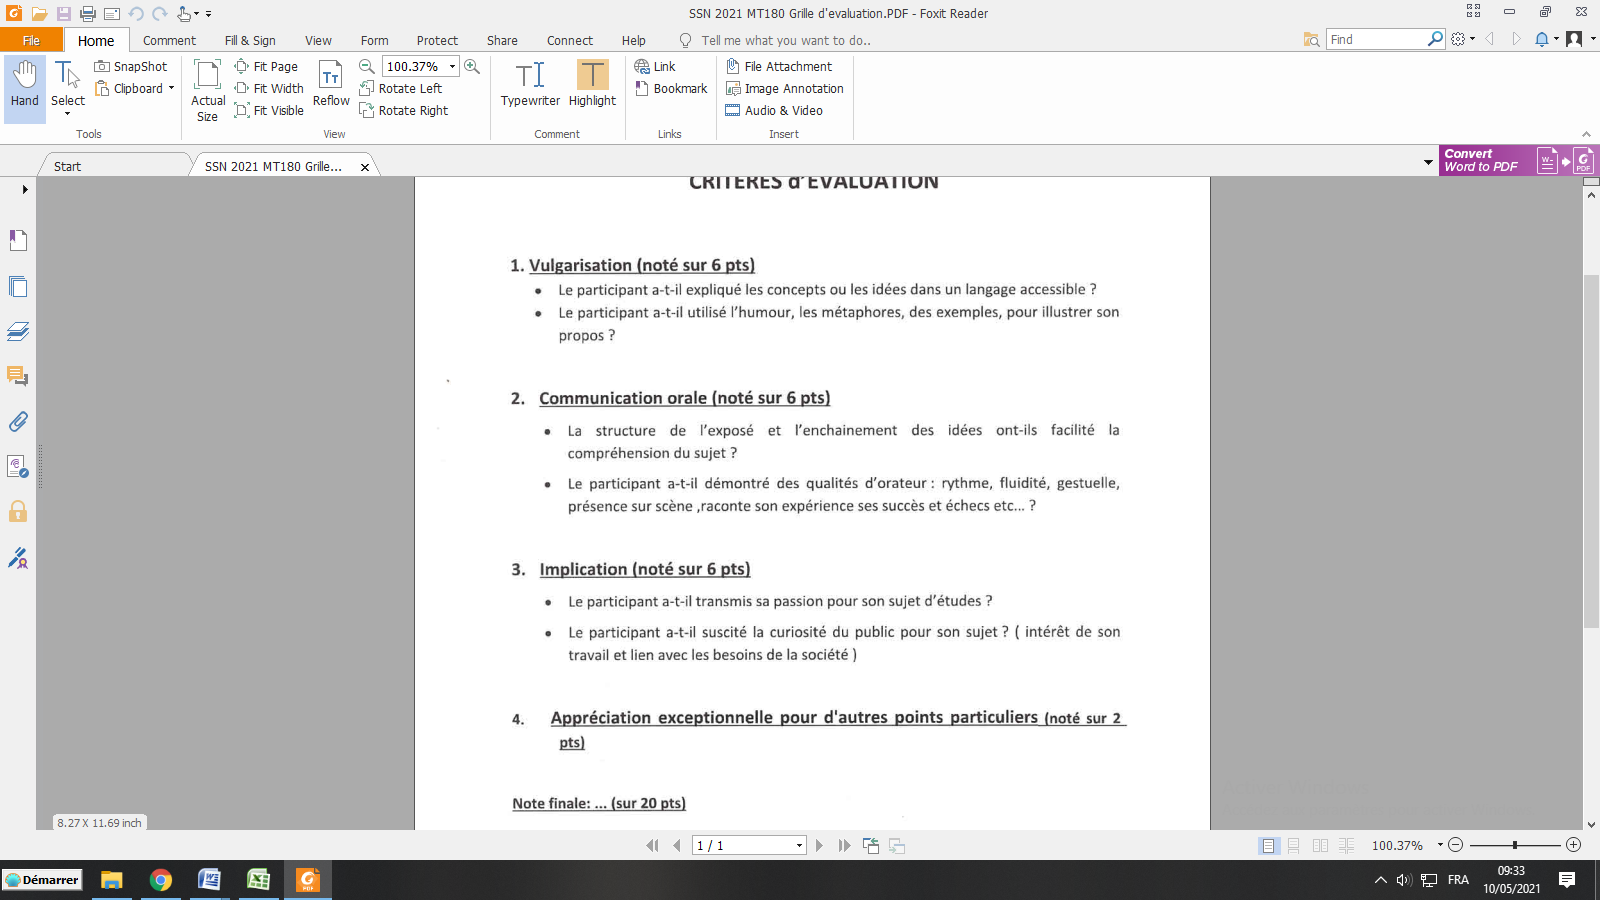 SSN 2021 MT180 Grille d'evaluation.PDF - Foxit Reader
File Home Comment Fill & Sign View Form Protect Share Connect Help Tell me what you want to do.. Find
Hand Select SnapShot Clipboard Tools
Actual Size Fit Page Fit Width Fit Visible Reflow 100.37% Rotate Left Rotate Right View
Typewriter Highlight Comment
Link Bookmark Links
File Attachment Image Annotation Audio & Video Insert
Start SSN 2021 MT180 Grille... Convert
Word to PDF
CRITERES d'EVALUATION
1. Vulgarisation (noté sur 6 pts)
• Le participant a-t-il expliqué les concepts ou les idées dans un langage accessible ?
• Le participant a-t-il utilisé l'humour, les métaphores, des exemples, pour illustrer son
propos ?
2. Communication orale (noté sur 6 pts)
• La structure de l'exposé et l'enchainement des idées ont-ils facilité la
compréhension du sujet ?
• Le participant a-t-il démontré des qualités d'orateur : rythme, fluidité, gestuelle,
présence sur scène ,raconte son expérience ses succès et échecs etc... ?
3. Implication (noté sur 6 pts)
• Le participant a-t-il transmis sa passion pour son sujet d'études ?
• Le participant a-t-il suscité la curiosité du public pour son sujet ? ( intérêt de son
travail et lien avec les besoins de la société )
4. Appréciation exceptionnelle pour d'autres points particuliers (noté sur 2
pts)
Note finale: ... (sur 20 pts)
8.27 X 11.69 inch
1 / 1 100.37%
Démarrer FRA 09:33
10/05/2021